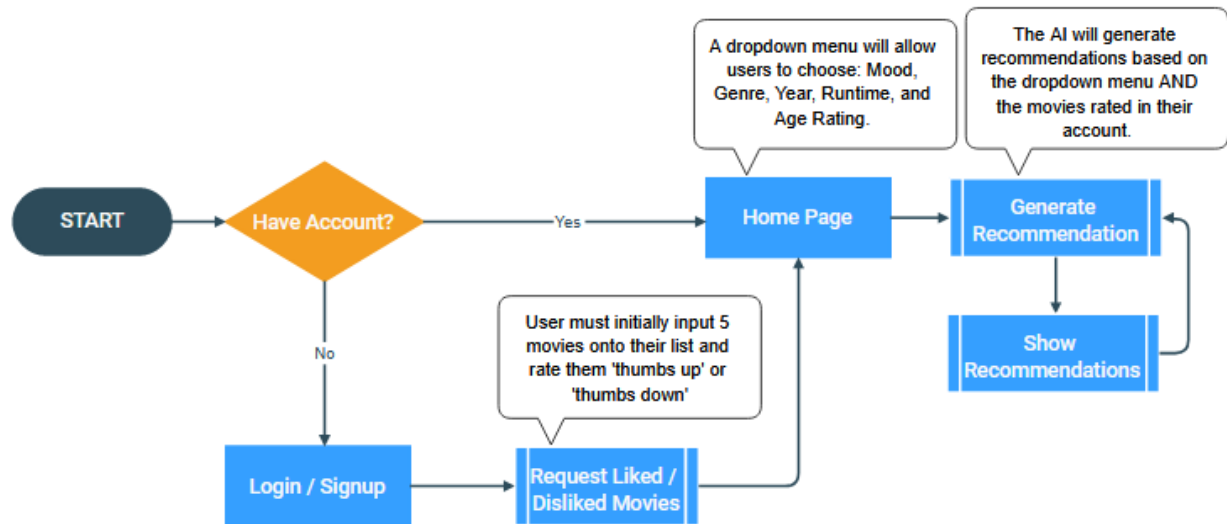 A dropdown menu will allow
users to choose: Mood,
Genre, Year, Runtime, and
Age Rating.
The AI will generate
recommendations based on
the dropdown menu AND
the movies rated in their
account.
START
Have Account?
Yes
Home Page
Generate
Recommendation
No
User must initially input 5
movies onto their list and
rate them 'thumbs up' or
'thumbs down'
Show
Recommendations
Login / Signup
Request Liked /
Disliked Movies